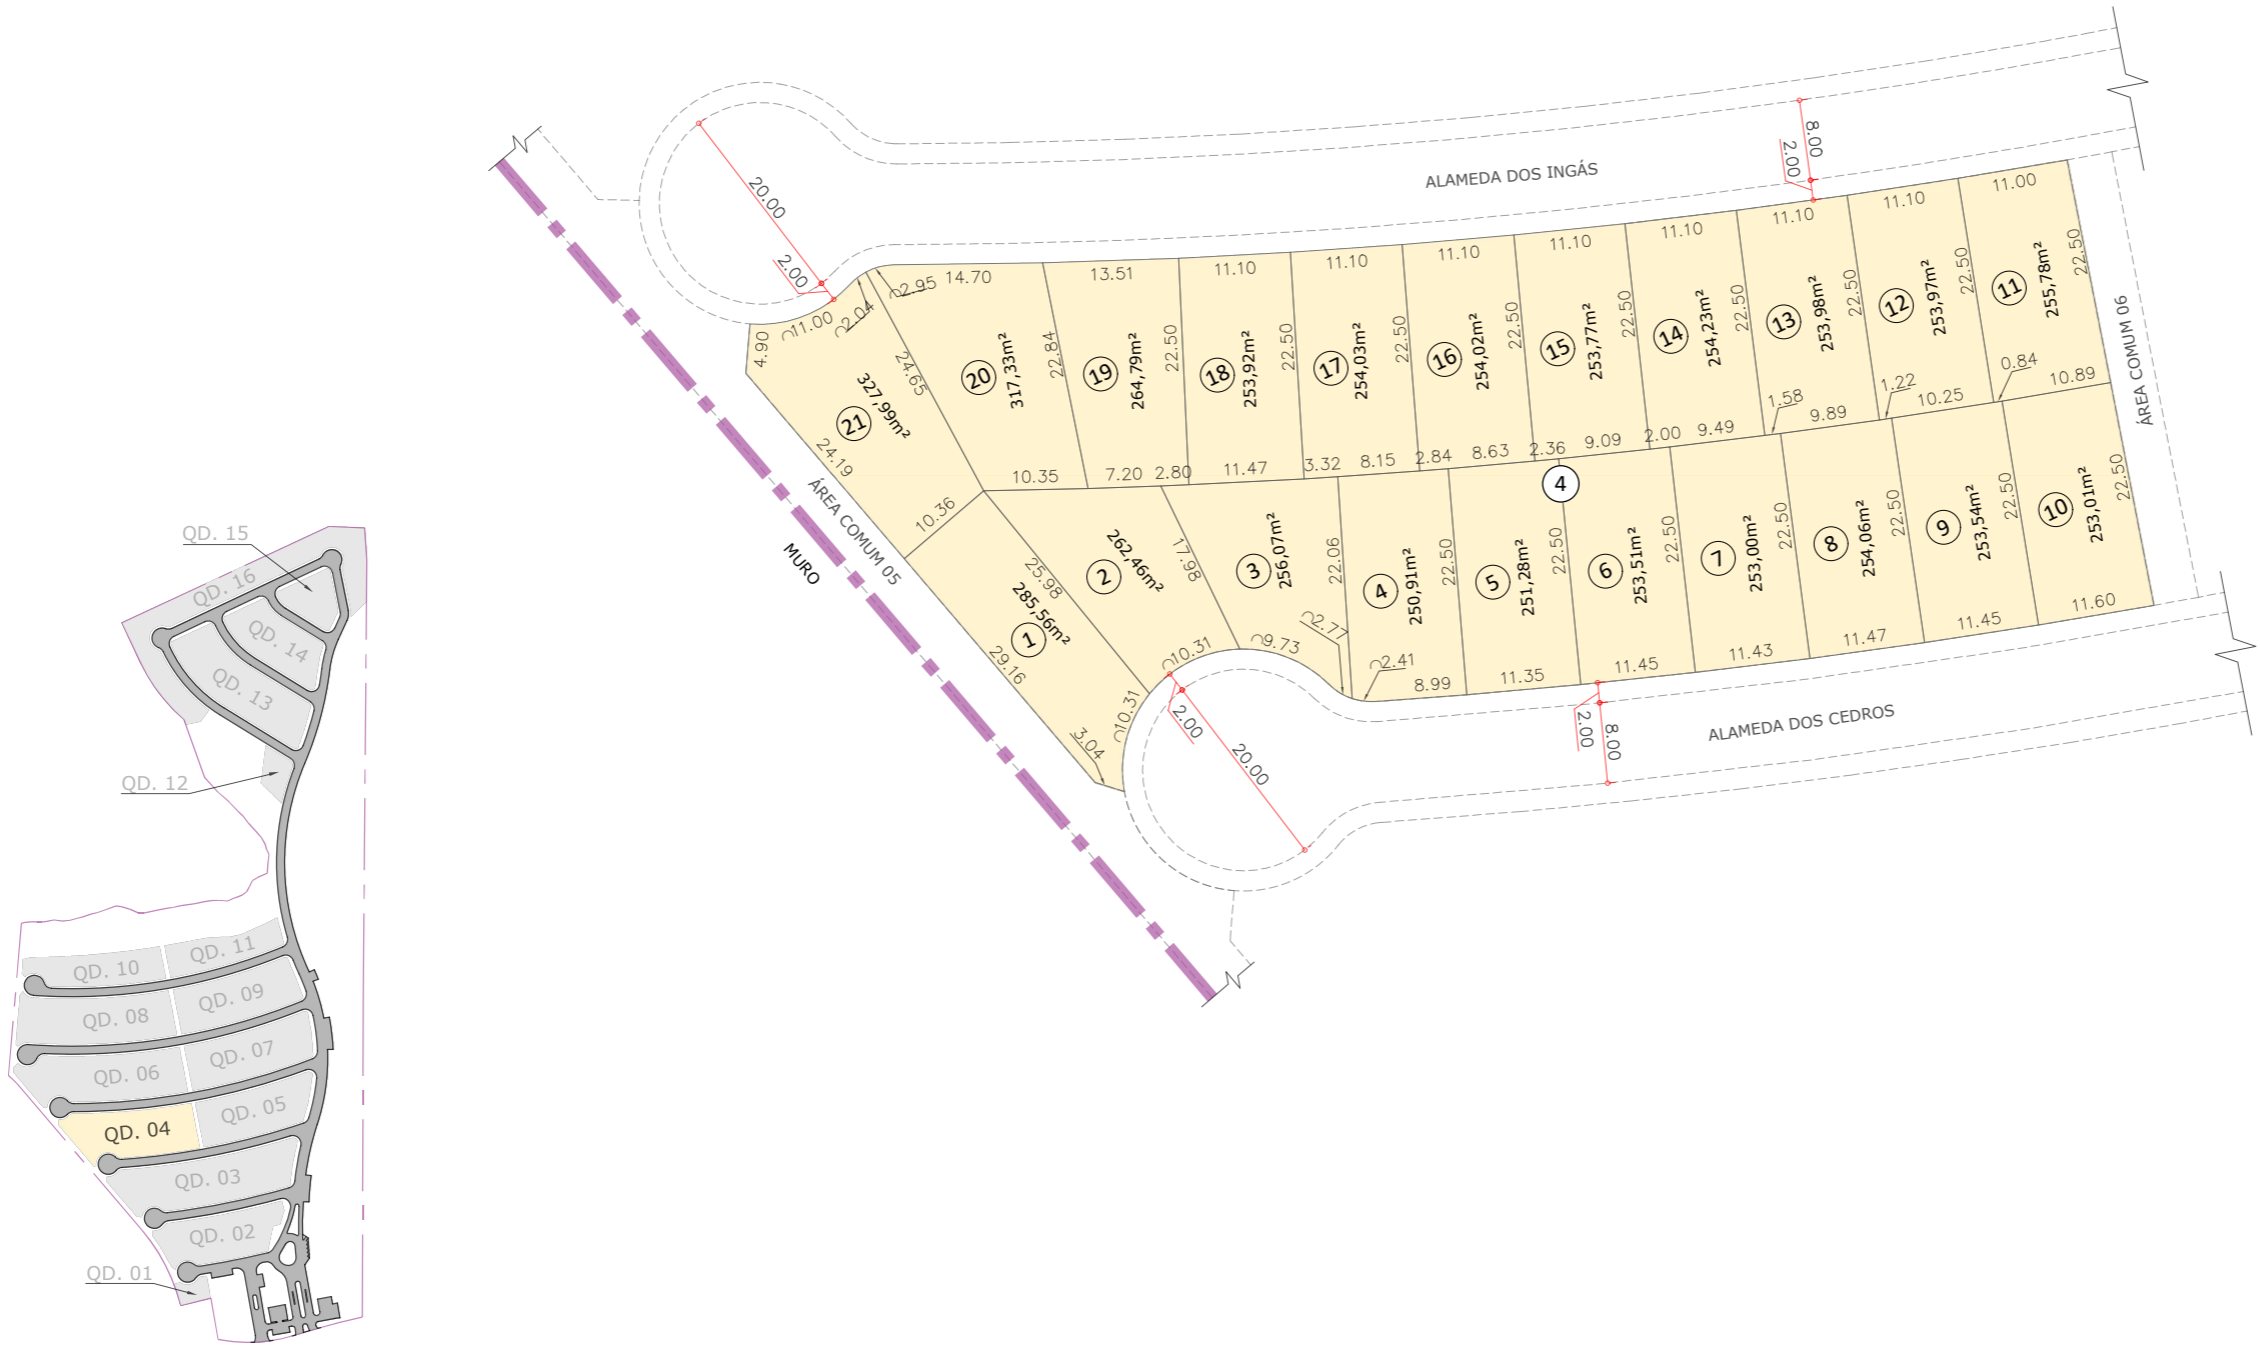 ALAMEDA DOS INGÁS
8.00
2.00
20.00
2.00
⌒11.00
⌒2.04
⌒2.95
14.70
13.51
11.10
11.10
11.10
11.10
11.10
11.10
11.10
11.00
4.90
24.65
22.84
22.50
22.50
22.50
22.50
22.50
22.50
22.50
22.50
22.50
21
327,99m²
20
317,33m²
19
264,79m²
18
253,92m²
17
254,03m²
16
254,02m²
15
253,77m²
14
254,23m²
13
253,98m²
12
253,97m²
11
255,78m²
24.19
10.36
10.35
7.20
2.80
11.47
3.32
8.15
2.84
8.63
2.36
9.09
2.00
9.49
1.58
9.89
1.22
10.25
0.84
10.89
ÁREA COMUM 06
ÁREA COMUM 05
MURO
4
1
285,56m²
2
262,46m²
3
256,07m²
4
250,91m²
5
251,28m²
6
253,51m²
7
253,00m²
8
254,06m²
9
253,54m²
10
253,01m²
29.16
3.04
25.98
17.98
22.06
22.50
22.50
22.50
22.50
22.50
22.50
22.50
⌒10.31
⌒10.31
⌒9.73
⌒2.77
⌒2.41
8.99
11.35
11.45
11.43
11.47
11.45
11.60
2.00
20.00
2.00
8.00
ALAMEDA DOS CEDROS
QD. 15
QD. 16
QD. 14
QD. 13
QD. 12
QD. 11
QD. 10
QD. 09
QD. 08
QD. 07
QD. 06
QD. 05
QD. 04
QD. 03
QD. 02
QD. 01